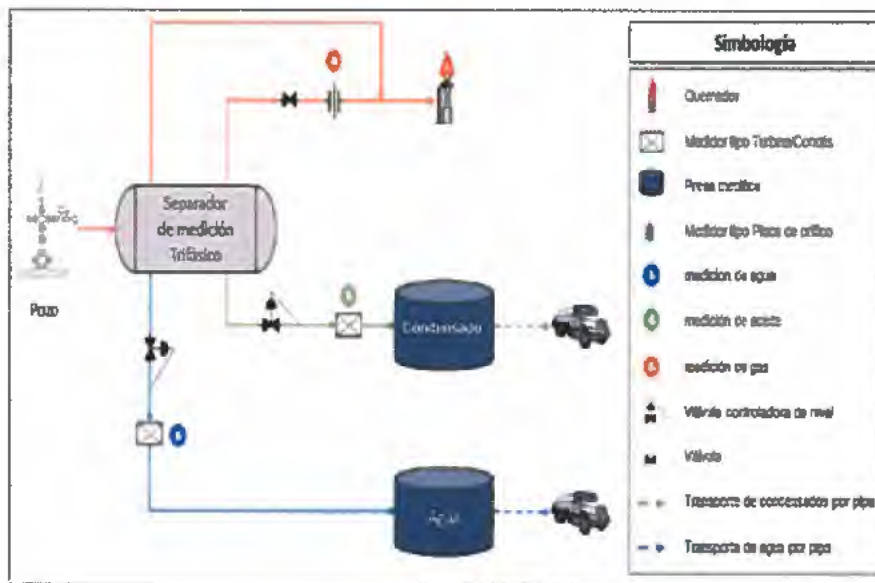 Simbología
Quemador
Medidor tipo Turbina/Coriolis
Presa metálica
Medidor tipo Placa de orificio
medición de agua
medición de aceite
medición de gas
Válvula controladora de nivel
Válvula
Transporte de condensados por pipa
Transporte de agua por pipa
Separador
de medición
Trifásico
Pozo
Condensado
Agua